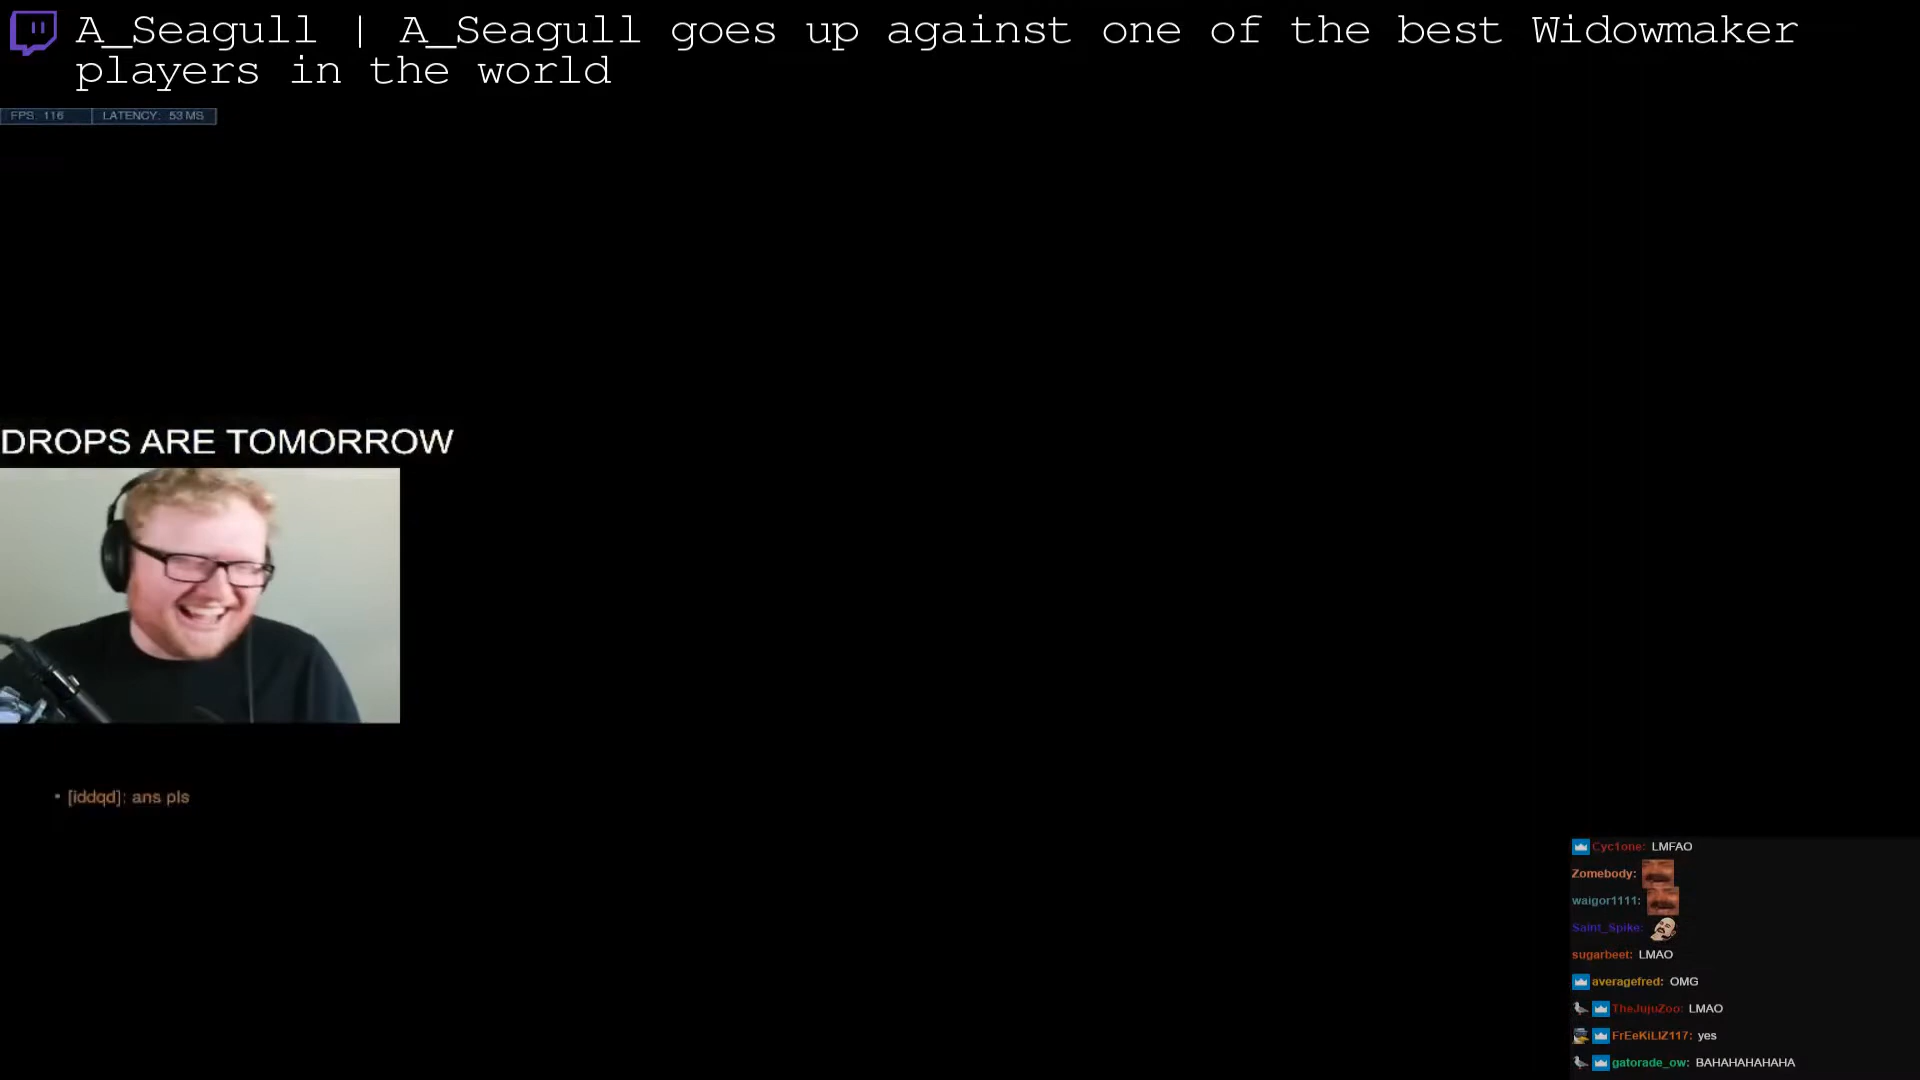 A_Seagull | A_Seagull goes up against one of the best Widowmaker
players in the world
FPS: 116 LATENCY: 53 MS
DROPS ARE TOMORROW
• [iddqd]: ans pls
Cyc1one: LMFAO
Zomebody:
waigor1111:
Saint_Spike:
sugarbeet: LMAO
averagefred: OMG
TheJujuZoo: LMAO
FrEeKiLlZ117: yes
gatorade_ow: BAHAHAHAHAHA